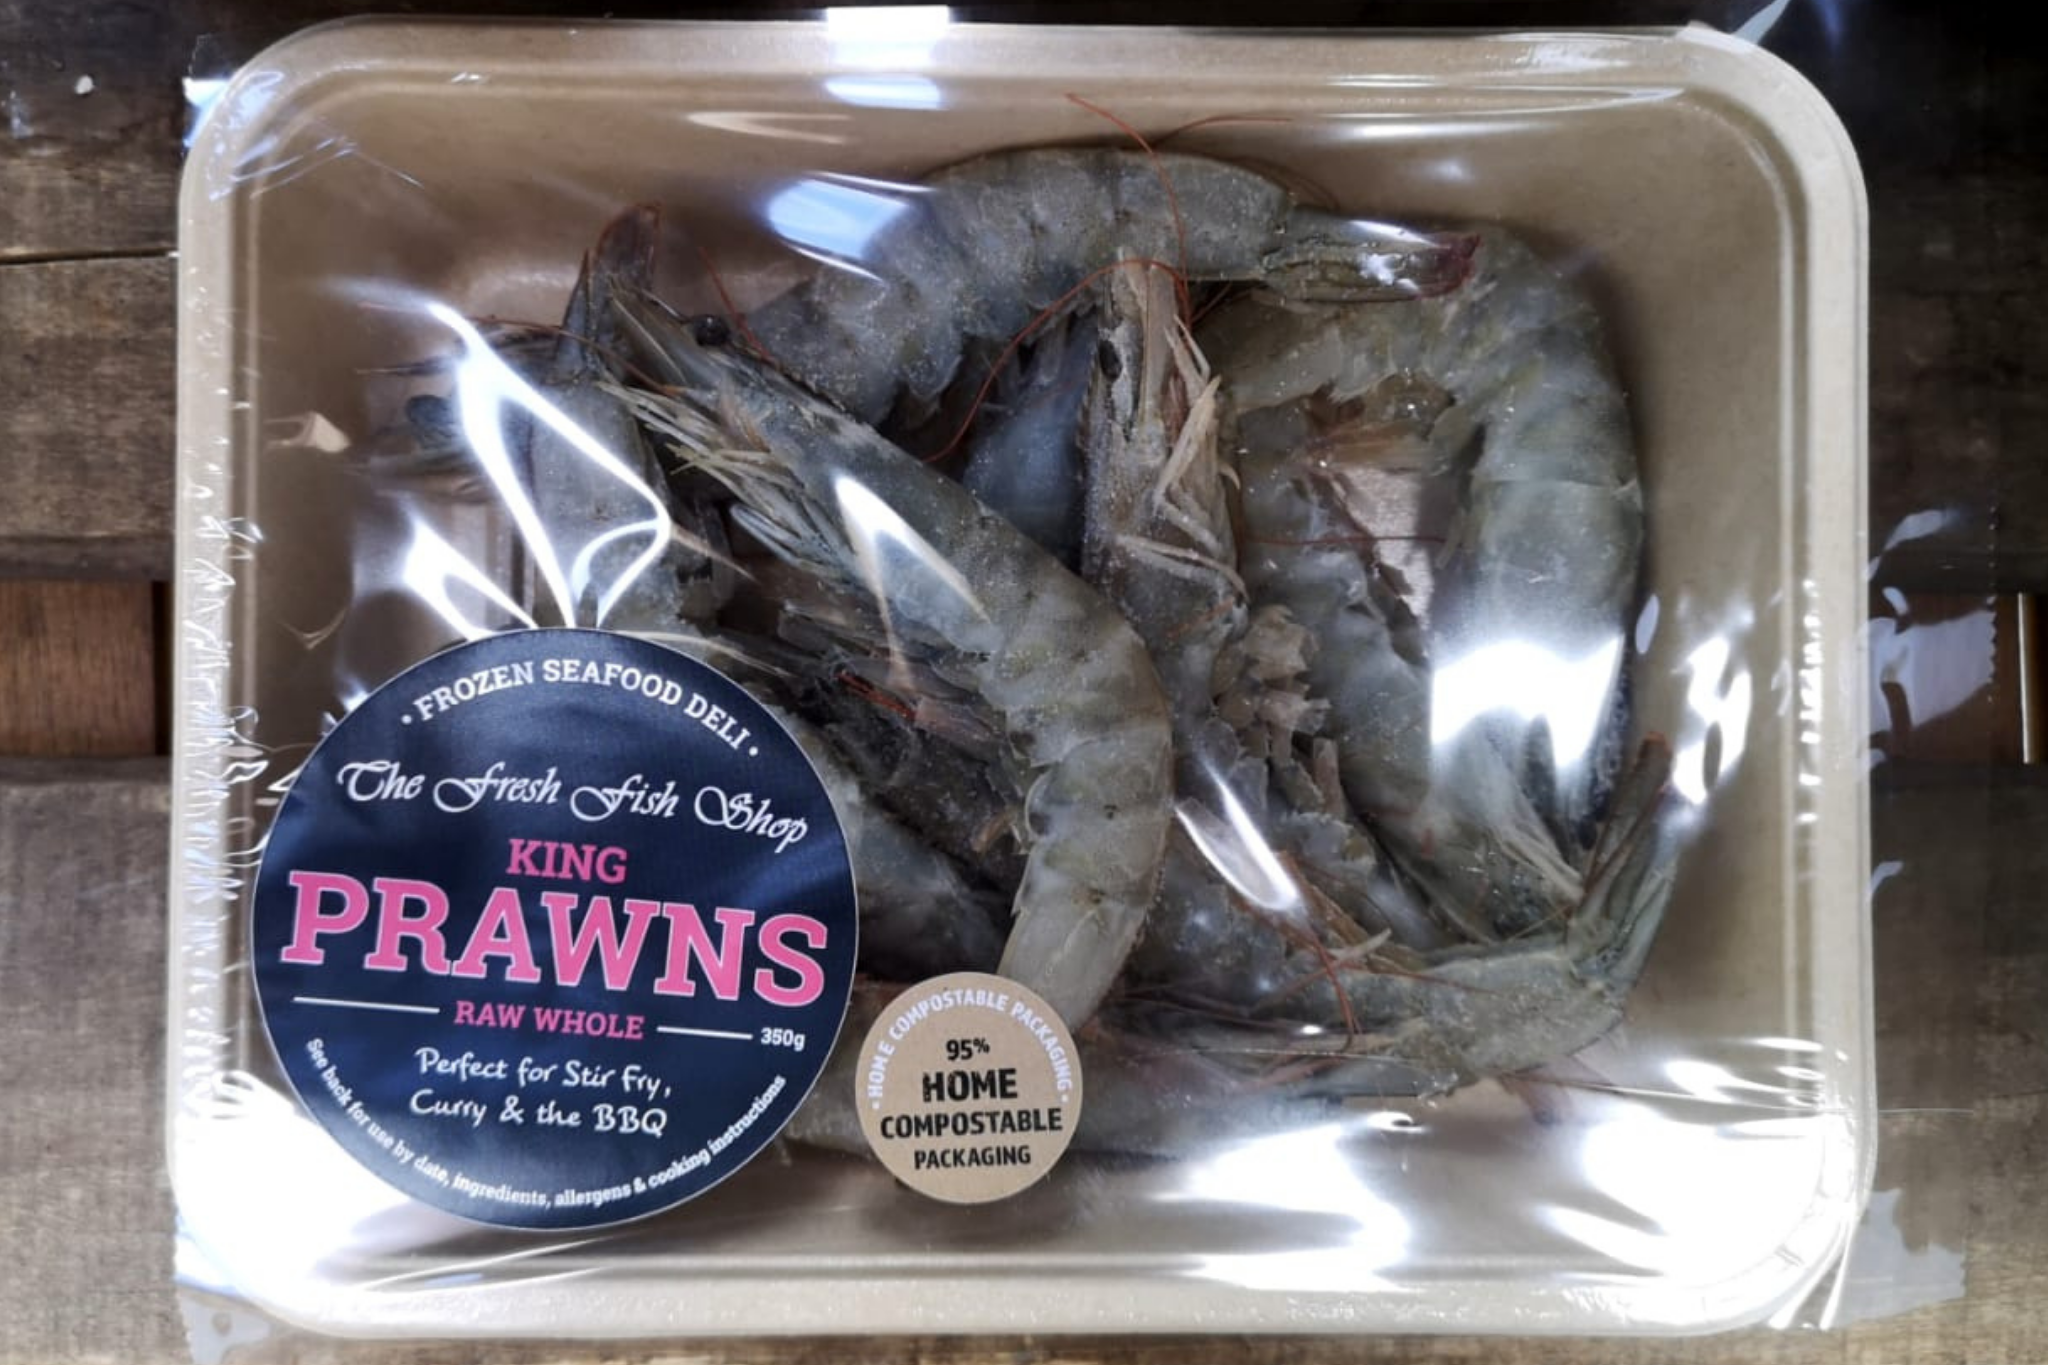 • FROZEN SEAFOOD DELI •
The Fresh Fish Shop
KING
PRAWNS
RAW WHOLE
350g
Perfect for Stir Fry,
Curry & the BBQ
See back for use by date, ingredients, allergens & cooking instructions
• HOME COMPOSTABLE PACKAGING •
95%
HOME
COMPOSTABLE
PACKAGING